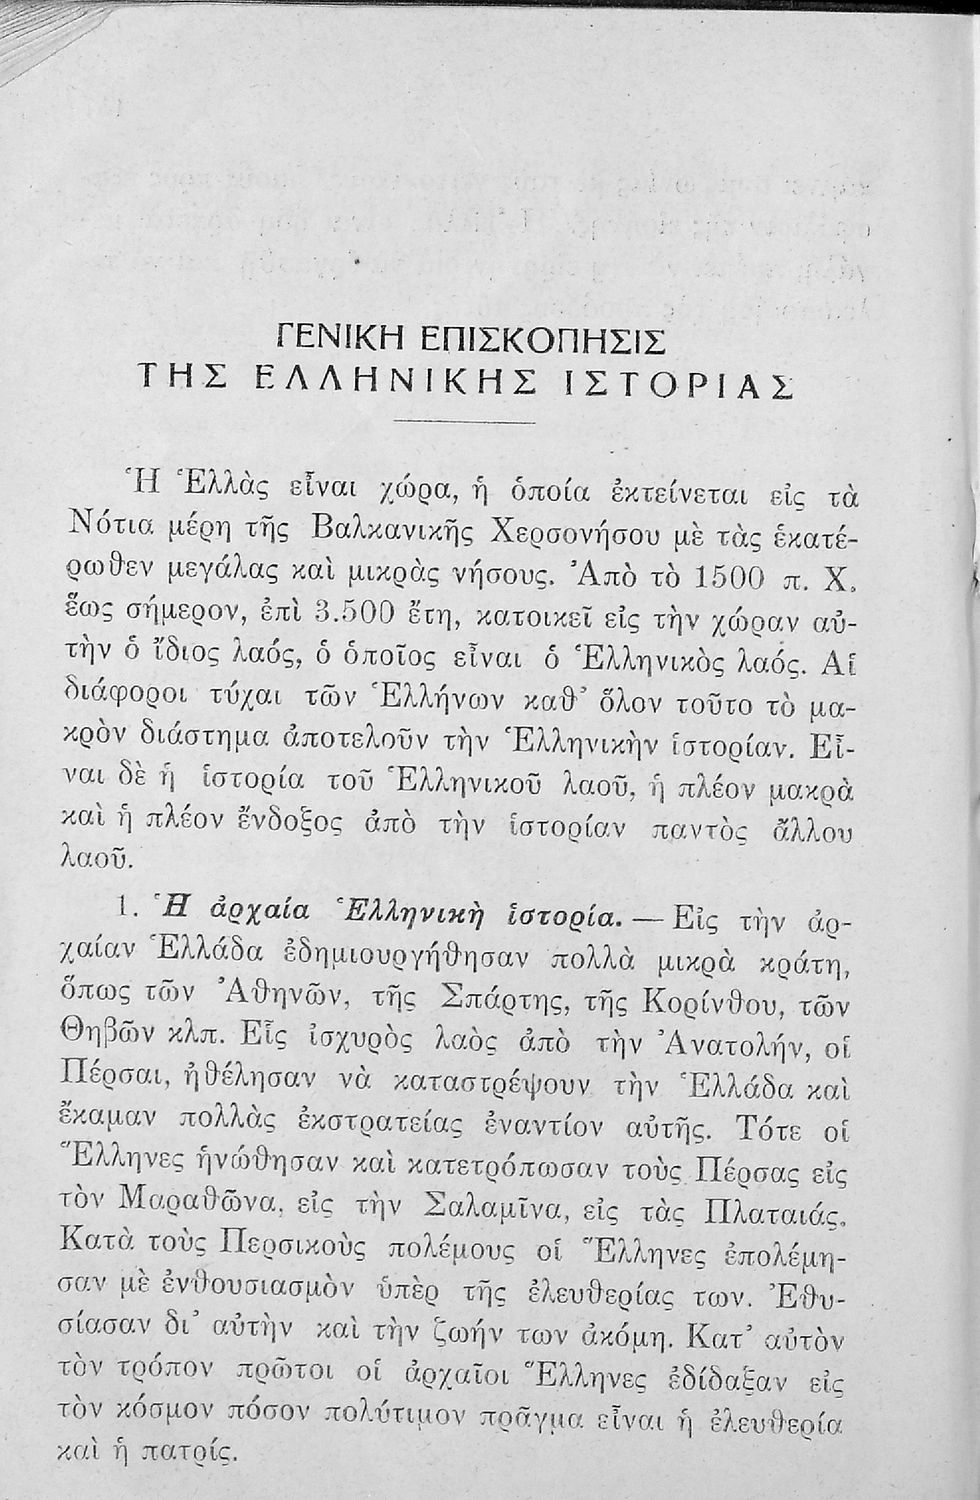 ΓΕΝΙΚΗ ΕΠΙΣΚΟΠΗΣΙΣ
ΤΗΣ ΕΛΛΗΝΙΚΗΣ ΙΣΤΟΡΙΑΣ
Ἡ Ἑλλὰς εἶναι χώρα, ἡ ὁποία ἐκτείνεται εἰς τὰ
Νότια μέρη τῆς Βαλκανικῆς Χερσονήσου μὲ τὰς ἑκατέ-
ρωθεν μεγάλας καὶ μικρὰς νήσους. Ἀπὸ τὸ 1500 π. Χ.
ἕως σήμερον, ἐπὶ 3.500 ἔτη, κατοικεῖ εἰς τὴν χώραν αὐ-
τὴν ὁ ἴδιος λαός, ὁ ὁποῖος εἶναι ὁ Ἑλληνικὸς λαός. Αἱ
διάφοροι τύχαι τῶν Ἑλλήνων καθ’ ὅλον τοῦτο τὸ μα-
κρὸν διάστημα ἀποτελοῦν τὴν Ἑλληνικὴν ἱστορίαν. Εἶ-
ναι δὲ ἡ ἱστορία τοῦ Ἑλληνικοῦ λαοῦ, ἡ πλέον μακρὰ
καὶ ἡ πλέον ἔνδοξος ἀπὸ τὴν ἱστορίαν παντὸς ἄλλου
λαοῦ.
1. Ἡ ἀρχαία Ἑλληνικὴ ἱστορία. — Εἰς τὴν ἀρ-
χαίαν Ἑλλάδα ἐδημιουργήθησαν πολλὰ μικρὰ κράτη,
ὅπως τῶν Ἀθηνῶν, τῆς Σπάρτης, τῆς Κορίνθου, τῶν
Θηβῶν κλπ. Εἷς ἰσχυρὸς λαὸς ἀπὸ τὴν Ἀνατολήν, οἱ
Πέρσαι, ἠθέλησαν νὰ καταστρέψουν τὴν Ἑλλάδα καὶ
ἔκαμαν πολλὰς ἐκστρατείας ἐναντίον αὐτῆς. Τότε οἱ
Ἕλληνες ἡνώθησαν καὶ κατετρόπωσαν τοὺς Πέρσας εἰς
τὸν Μαραθῶνα, εἰς τὴν Σαλαμῖνα, εἰς τὰς Πλαταιάς.
Κατὰ τοὺς Περσικοὺς πολέμους οἱ Ἕλληνες ἐπολέμη-
σαν μὲ ἐνθουσιασμὸν ὑπὲρ τῆς ἐλευθερίας των. Ἐθυ-
σίασαν δι’ αὐτὴν καὶ τὴν ζωήν των ἀκόμη. Κατ’ αὐτὸν
τὸν τρόπον πρῶτοι οἱ ἀρχαῖοι Ἕλληνες ἐδίδαξαν εἰς
τὸν κόσμον πόσον πολύτιμον πρᾶγμα εἶναι ἡ ἐλευθερία
καὶ ἡ πατρίς.